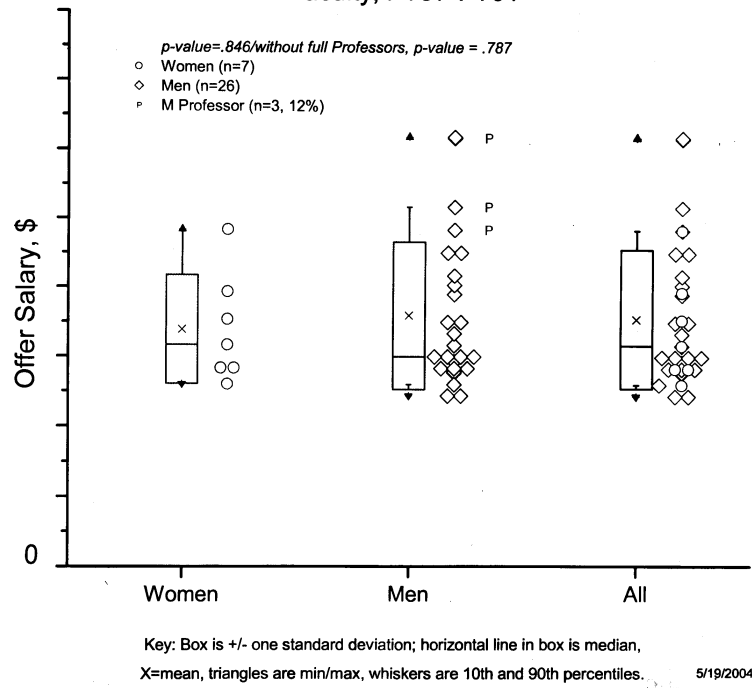 p-value=.846/without full Professors, p-value = .787
Women (n=7)
Men (n=26)
P M Professor (n=3, 12%)
P
P
P
Offer Salary, $
0
Women Men All
Key: Box is +/- one standard deviation; horizontal line in box is median,
X=mean, triangles are min/max, whiskers are 10th and 90th percentiles.
5/19/2004